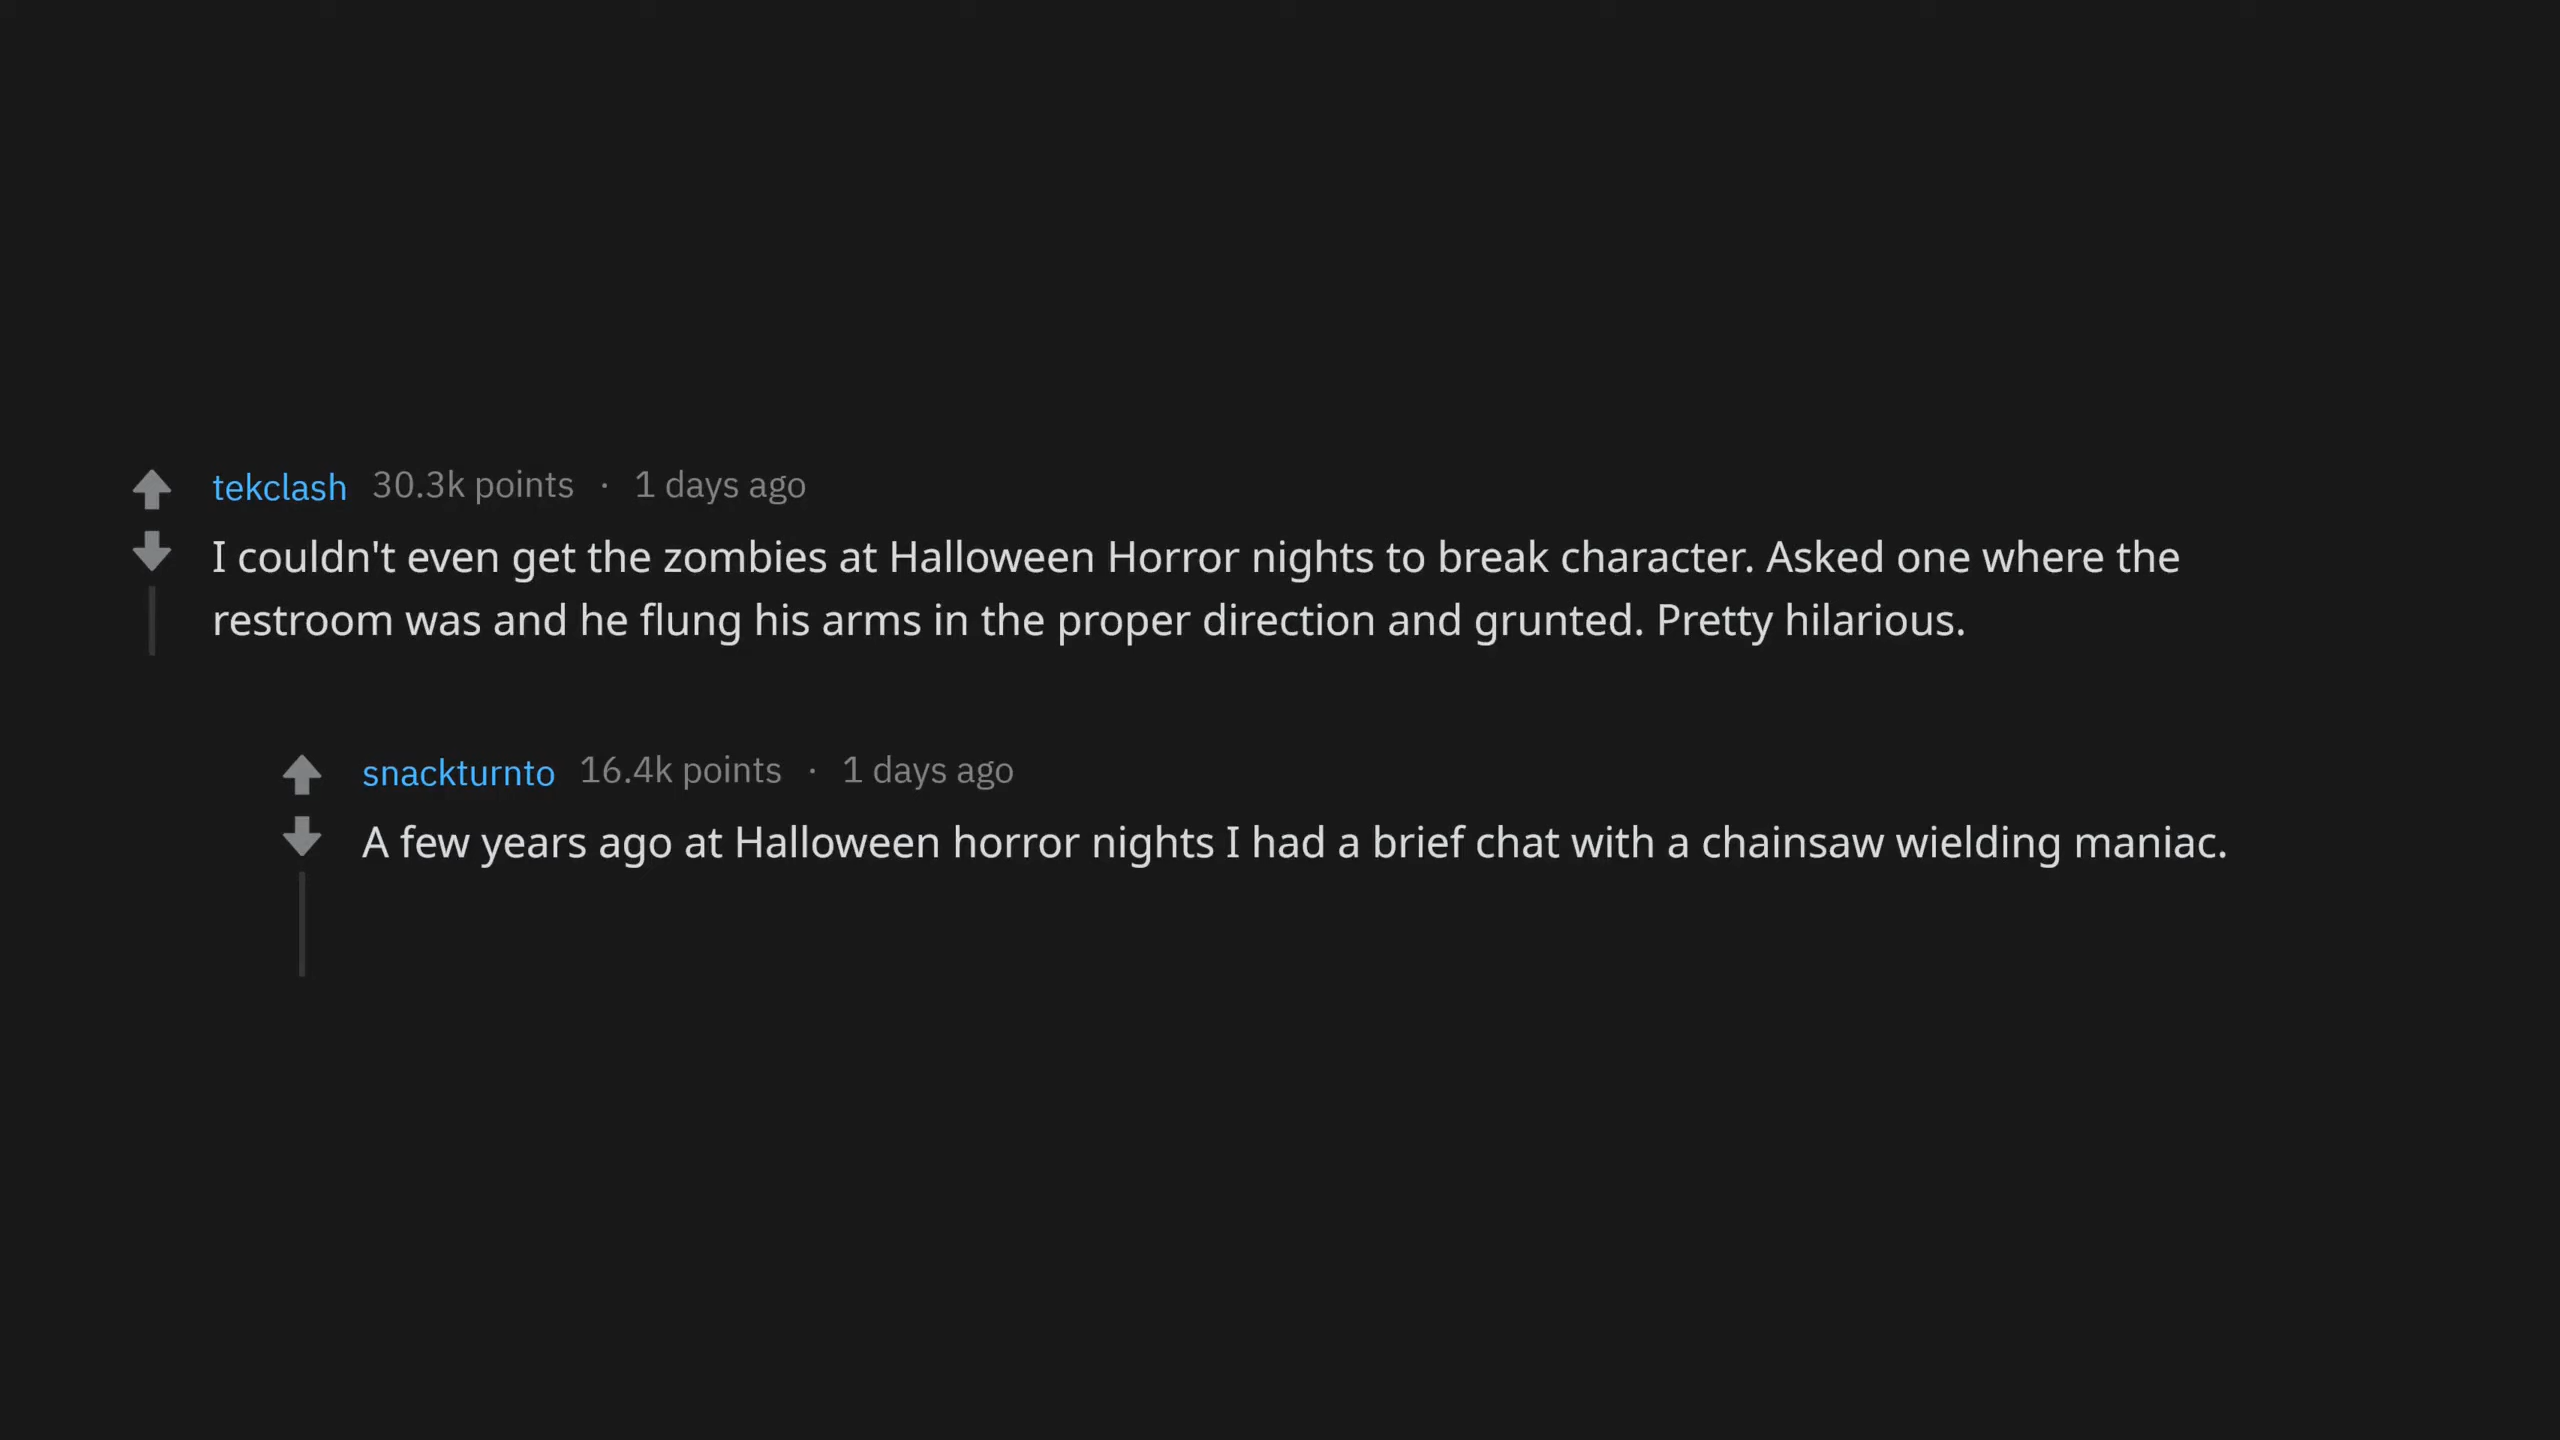 tekclash 30.3k points · 1 days ago
I couldn't even get the zombies at Halloween Horror nights to break character. Asked one where the
restroom was and he flung his arms in the proper direction and grunted. Pretty hilarious.
snackturnto 16.4k points · 1 days ago
A few years ago at Halloween horror nights I had a brief chat with a chainsaw wielding maniac.